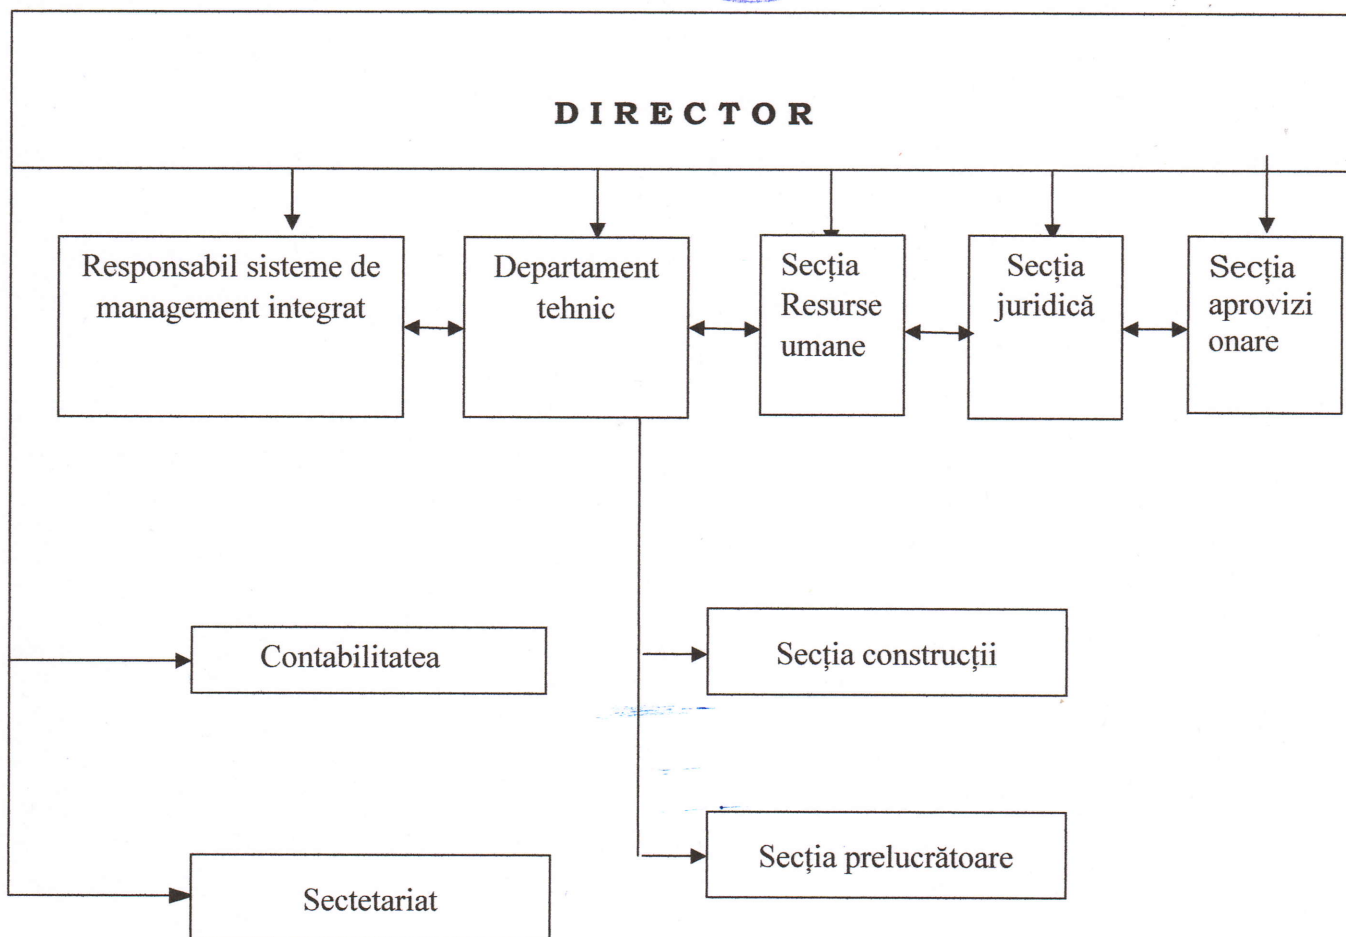 DIRECTOR
Responsabil sisteme de
management integrat
Departament
tehnic
Secția
Resurse
umane
Secția
juridică
Secția
aprovizi
onare
Contabilitatea
Secția construcții
Secția prelucrătoare
Sectetariat